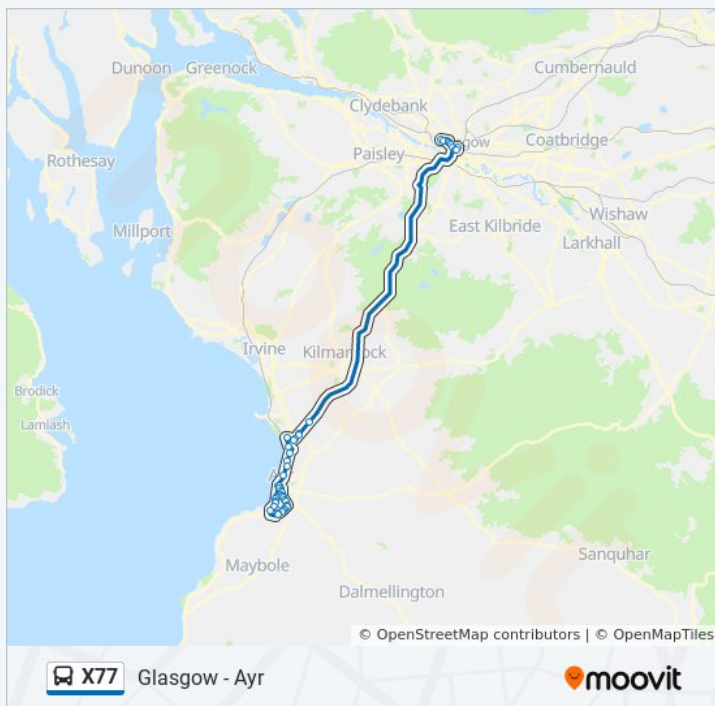 Dunoon
Greenock
Cumbernauld
Clydebank
Coatbridge
Paisley
Rothesay
Wishaw
East Kilbride
Millport
Larkhall
Irvine
Brodick
Lamlash
Sanquhar
Maybole
Dalmellington
© OpenStreetMap contributors | © OpenMapTiles
X77 Glasgow - Ayr moovit